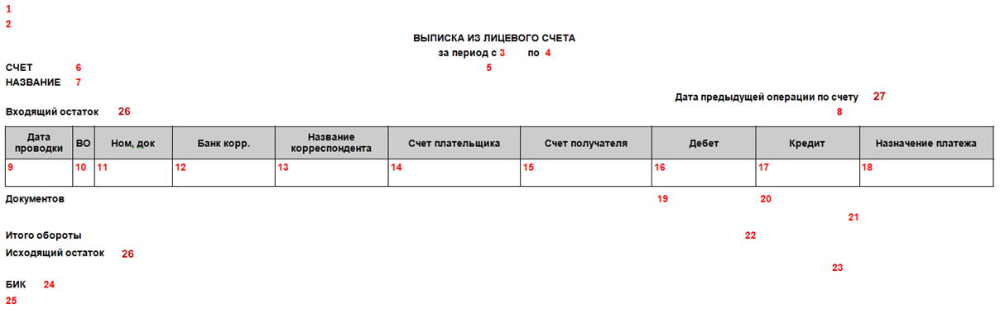 1
2
ВЫПИСКА ИЗ ЛИЦЕВОГО СЧЕТА
за период с 3 по 4
СЧЕТ 6 5
НАЗВАНИЕ 7
Дата предыдущей операции по счету 27
Входящий остаток 26 8
Дата проводки ВО Ном. док Банк корр. Название корреспондента Счет плательщика Счет получателя Дебет Кредит Назначение платежа
9 10 11 12 13 14 15 16 17 18
Документов 19 20
21
Итого обороты 22
Исходящий остаток 26
23
БИК 24
25